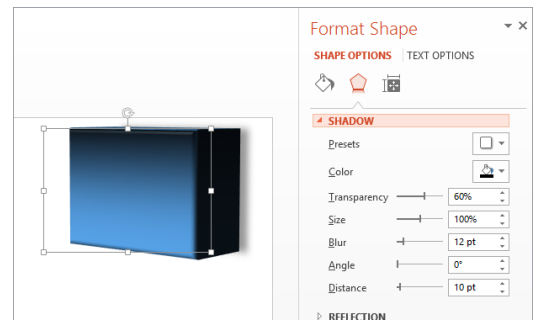 Format Shape
SHAPE OPTIONS TEXT OPTIONS
SHADOW
Presets
Color
Transparency 60%
Size 100%
Blur 12 pt
Angle 0°
Distance 10 pt
REFLECTION